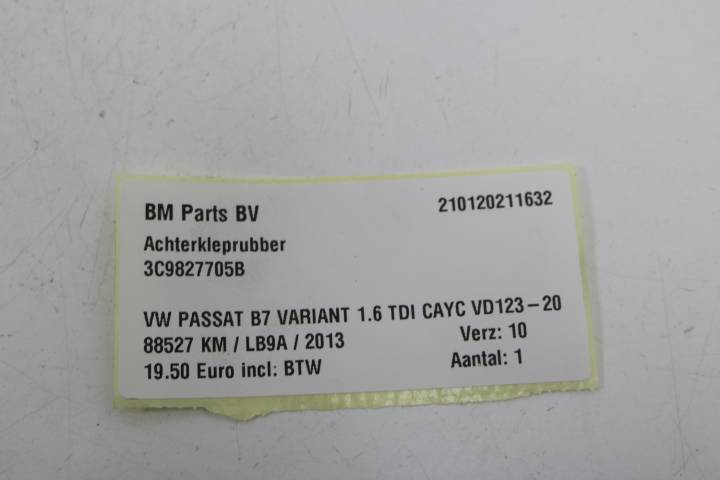 BM Parts BV 210120211632
Achterkleprubber
3C9827705B
VW PASSAT B7 VARIANT 1.6 TDI CAYC VD123-20
88527 KM / LB9A / 2013 Verz: 10
19.50 Euro incl: BTW Aantal: 1